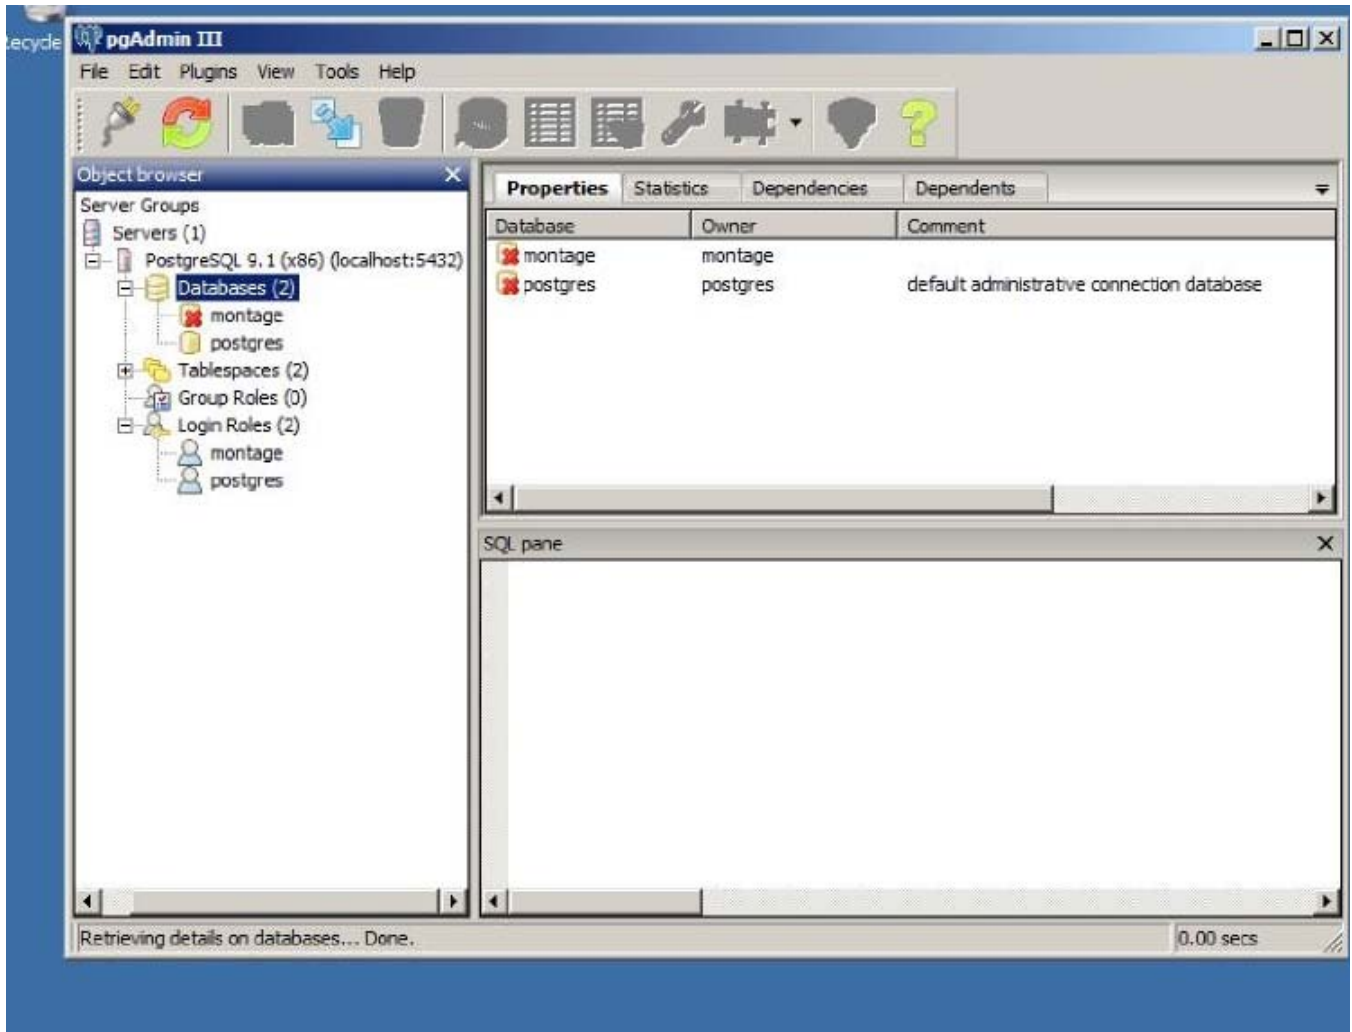 ecycle
pgAdmin III
File Edit Plugins View Tools Help
Object browser
Server Groups
Servers (1)
PostgreSQL 9.1 (x86) (localhost:5432)
Databases (2)
montage
postgres
Tablespaces (2)
Group Roles (0)
Login Roles (2)
montage
postgres
Properties Statistics Dependencies Dependents
Database Owner Comment
montage montage
postgres postgres default administrative connection database
SQL pane
Retrieving details on databases... Done. 0.00 secs